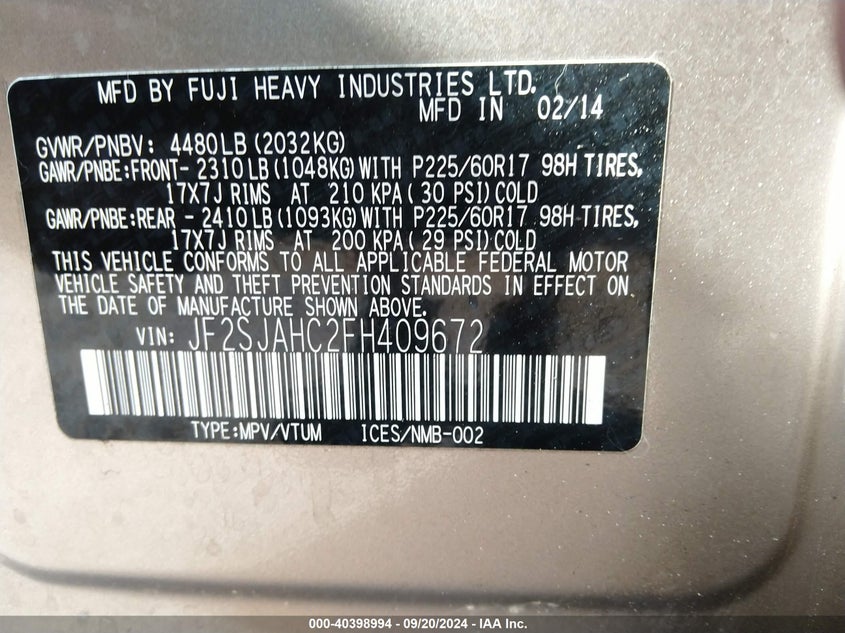 MFD BY FUJI HEAVY INDUSTRIES LTD.
MFD IN 02/14
GVWR/PNBV: 4480LB (2032KG)
GAWR/PNBE:FRONT- 2310LB (1048KG) WITH P225/60R17 98H TIRES,
17X7J RIMS AT 210 KPA( 30 PSI) COLD
GAWR/PNBE:REAR - 2410LB (1093KG) WITH P225/60R17 98H TIRES,
17X7J RIMS AT 200 KPA( 29 PSI) COLD
THIS VEHICLE CONFORMS TO ALL APPLICABLE FEDERAL MOTOR
VEHICLE SAFETY AND THEFT PREVENTION STANDARDS IN EFFECT ON
THE DATE OF MANUFACTURE SHOWN ABOVE.
VIN: JF2SJAHC2FH409672
TYPE:MPV/VTUM ICES/NMB-002
000-40398994 - 09/20/2024 - IAA Inc.